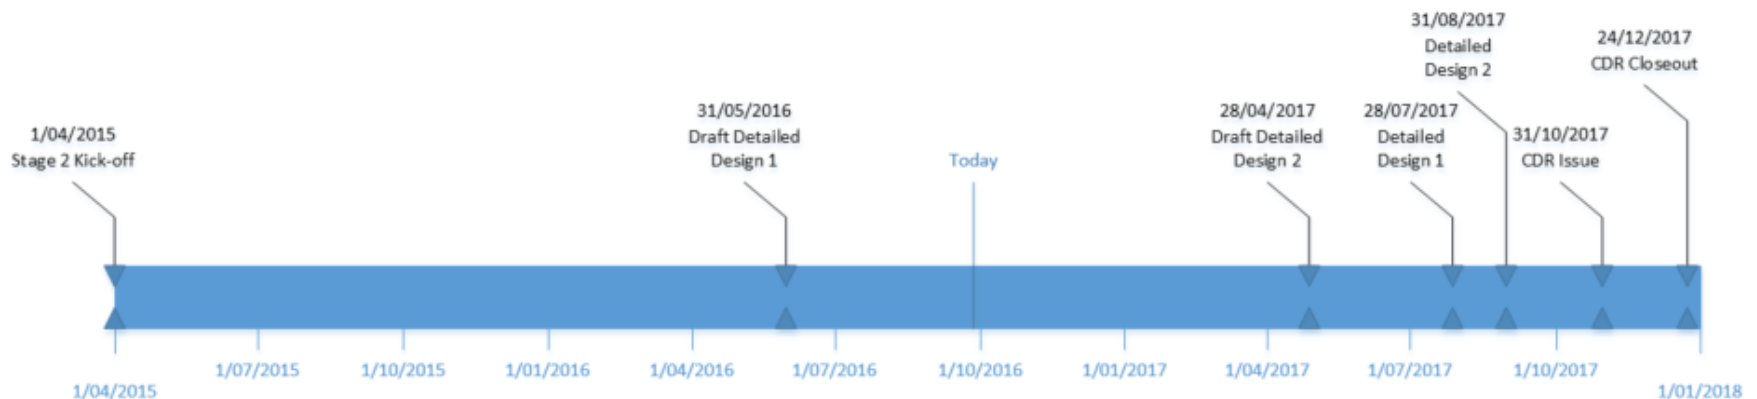 1/04/2015
Stage 2 Kick-off
31/05/2016
Draft Detailed
Design 1
Today
28/04/2017
Draft Detailed
Design 2
28/07/2017
Detailed
Design 1
31/08/2017
Detailed
Design 2
31/10/2017
CDR Issue
24/12/2017
CDR Closeout
1/04/2015
1/07/2015
1/10/2015
1/01/2016
1/04/2016
1/07/2016
1/10/2016
1/01/2017
1/04/2017
1/07/2017
1/10/2017
1/01/2018